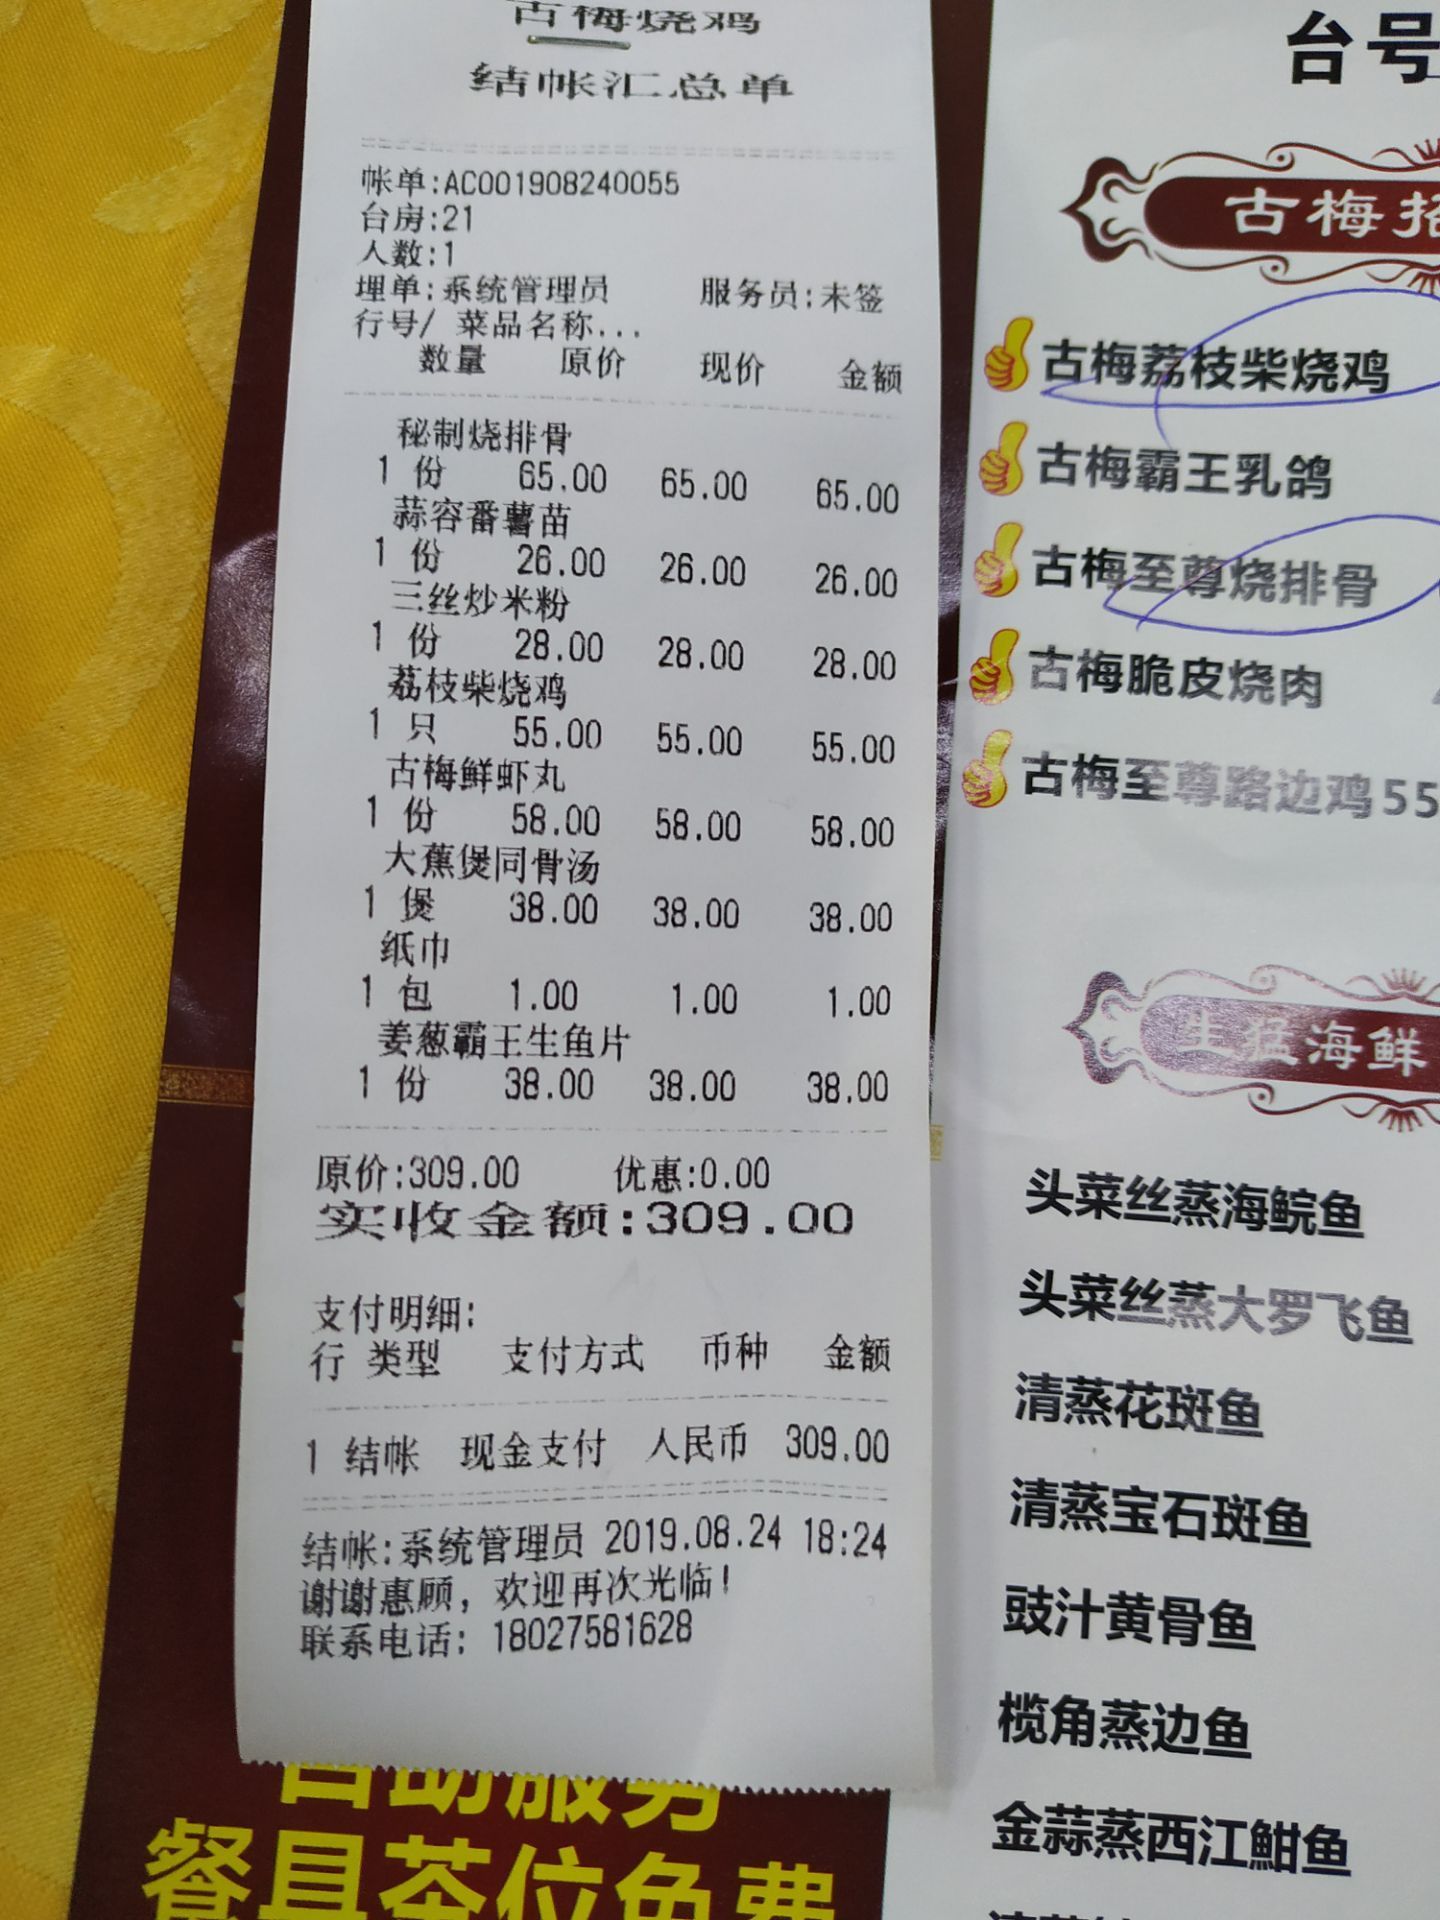 古梅烧鸡
结帐汇总单
帐单:AC001908240055
台房:21
人数:1
埋单:系统管理员 服务员:未签
行号/ 菜品名称...
数量 原价 现价 金额
秘制烧排骨
1 份 65.00 65.00 65.00
蒜容番薯苗
1 份 26.00 26.00 26.00
三丝炒米粉
1 份 28.00 28.00 28.00
荔枝柴烧鸡
1 只 55.00 55.00 55.00
古梅鲜虾丸
1 份 58.00 58.00 58.00
大蕉煲同骨汤
1 煲 38.00 38.00 38.00
纸巾
1 包 1.00 1.00 1.00
姜葱霸王生鱼片
1 份 38.00 38.00 38.00
原价:309.00 优惠:0.00
实收金额:309.00
支付明细:
行 类型 支付方式 币种 金额
1 结帐 现金支付 人民币 309.00
结帐:系统管理员 2019.08.24 18:24
谢谢惠顾，欢迎再次光临！
联系电话: 18027581628
自助服务
餐具茶位免费
台号
古梅招
古梅荔枝柴烧鸡
古梅霸王乳鸽
古梅至尊烧排骨
古梅脆皮烧肉
古梅至尊路边鸡55
生猛海鲜
头菜丝蒸海鲩鱼
头菜丝蒸大罗飞鱼
清蒸花斑鱼
清蒸宝石斑鱼
豉汁黄骨鱼
榄角蒸边鱼
金蒜蒸西江鮒鱼